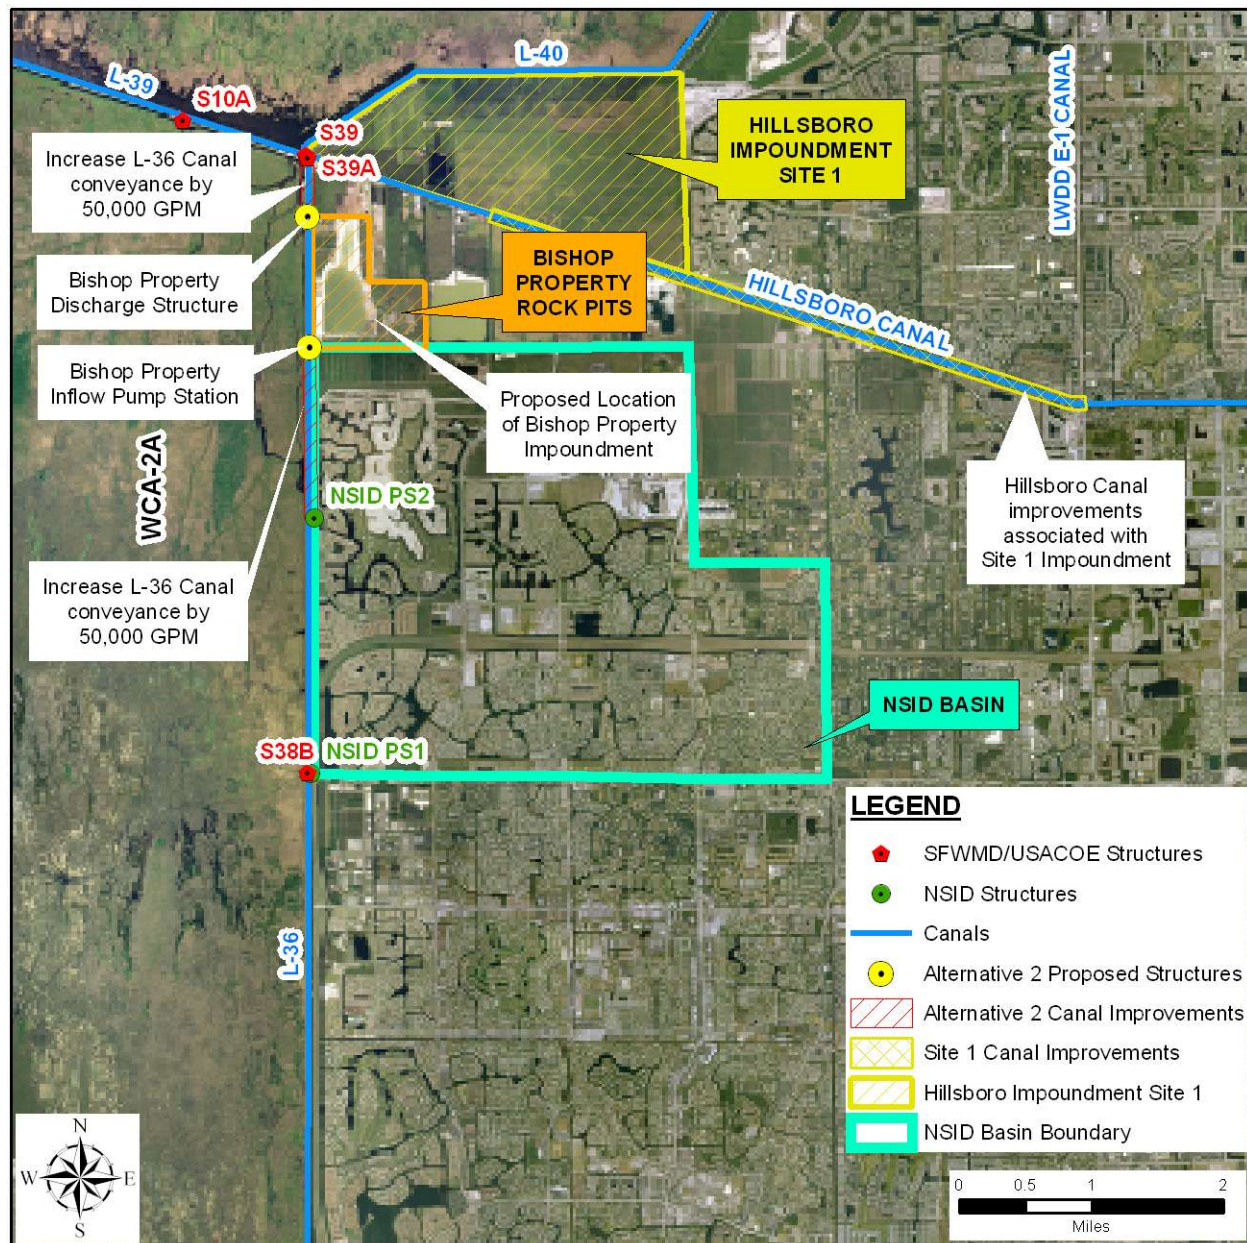 L-39
S10A
L-40
S39
S39A
LWDD E-1 CANAL
HILLSBORO
IMPOUNDMENT
SITE 1
Increase L-36 Canal
conveyance by
50,000 GPM
Bishop Property
Discharge Structure
BISHOP
PROPERTY
ROCK PITS
HILLSBORO CANAL
Bishop Property
Inflow Pump Station
Proposed Location
of Bishop Property
Impoundment
WCA-2A
NSID PS2
Hillsboro Canal
improvements
associated with
Site 1 Impoundment
Increase L-36 Canal
conveyance by
50,000 GPM
NSID BASIN
S38B
NSID PS1
L-36
LEGEND
SFWMD/USACOE Structures
NSID Structures
Canals
Alternative 2 Proposed Structures
Alternative 2 Canal Improvements
Site 1 Canal Improvements
Hillsboro Impoundment Site 1
NSID Basin Boundary
N
W
E
S
0 0.5 1 2
Miles